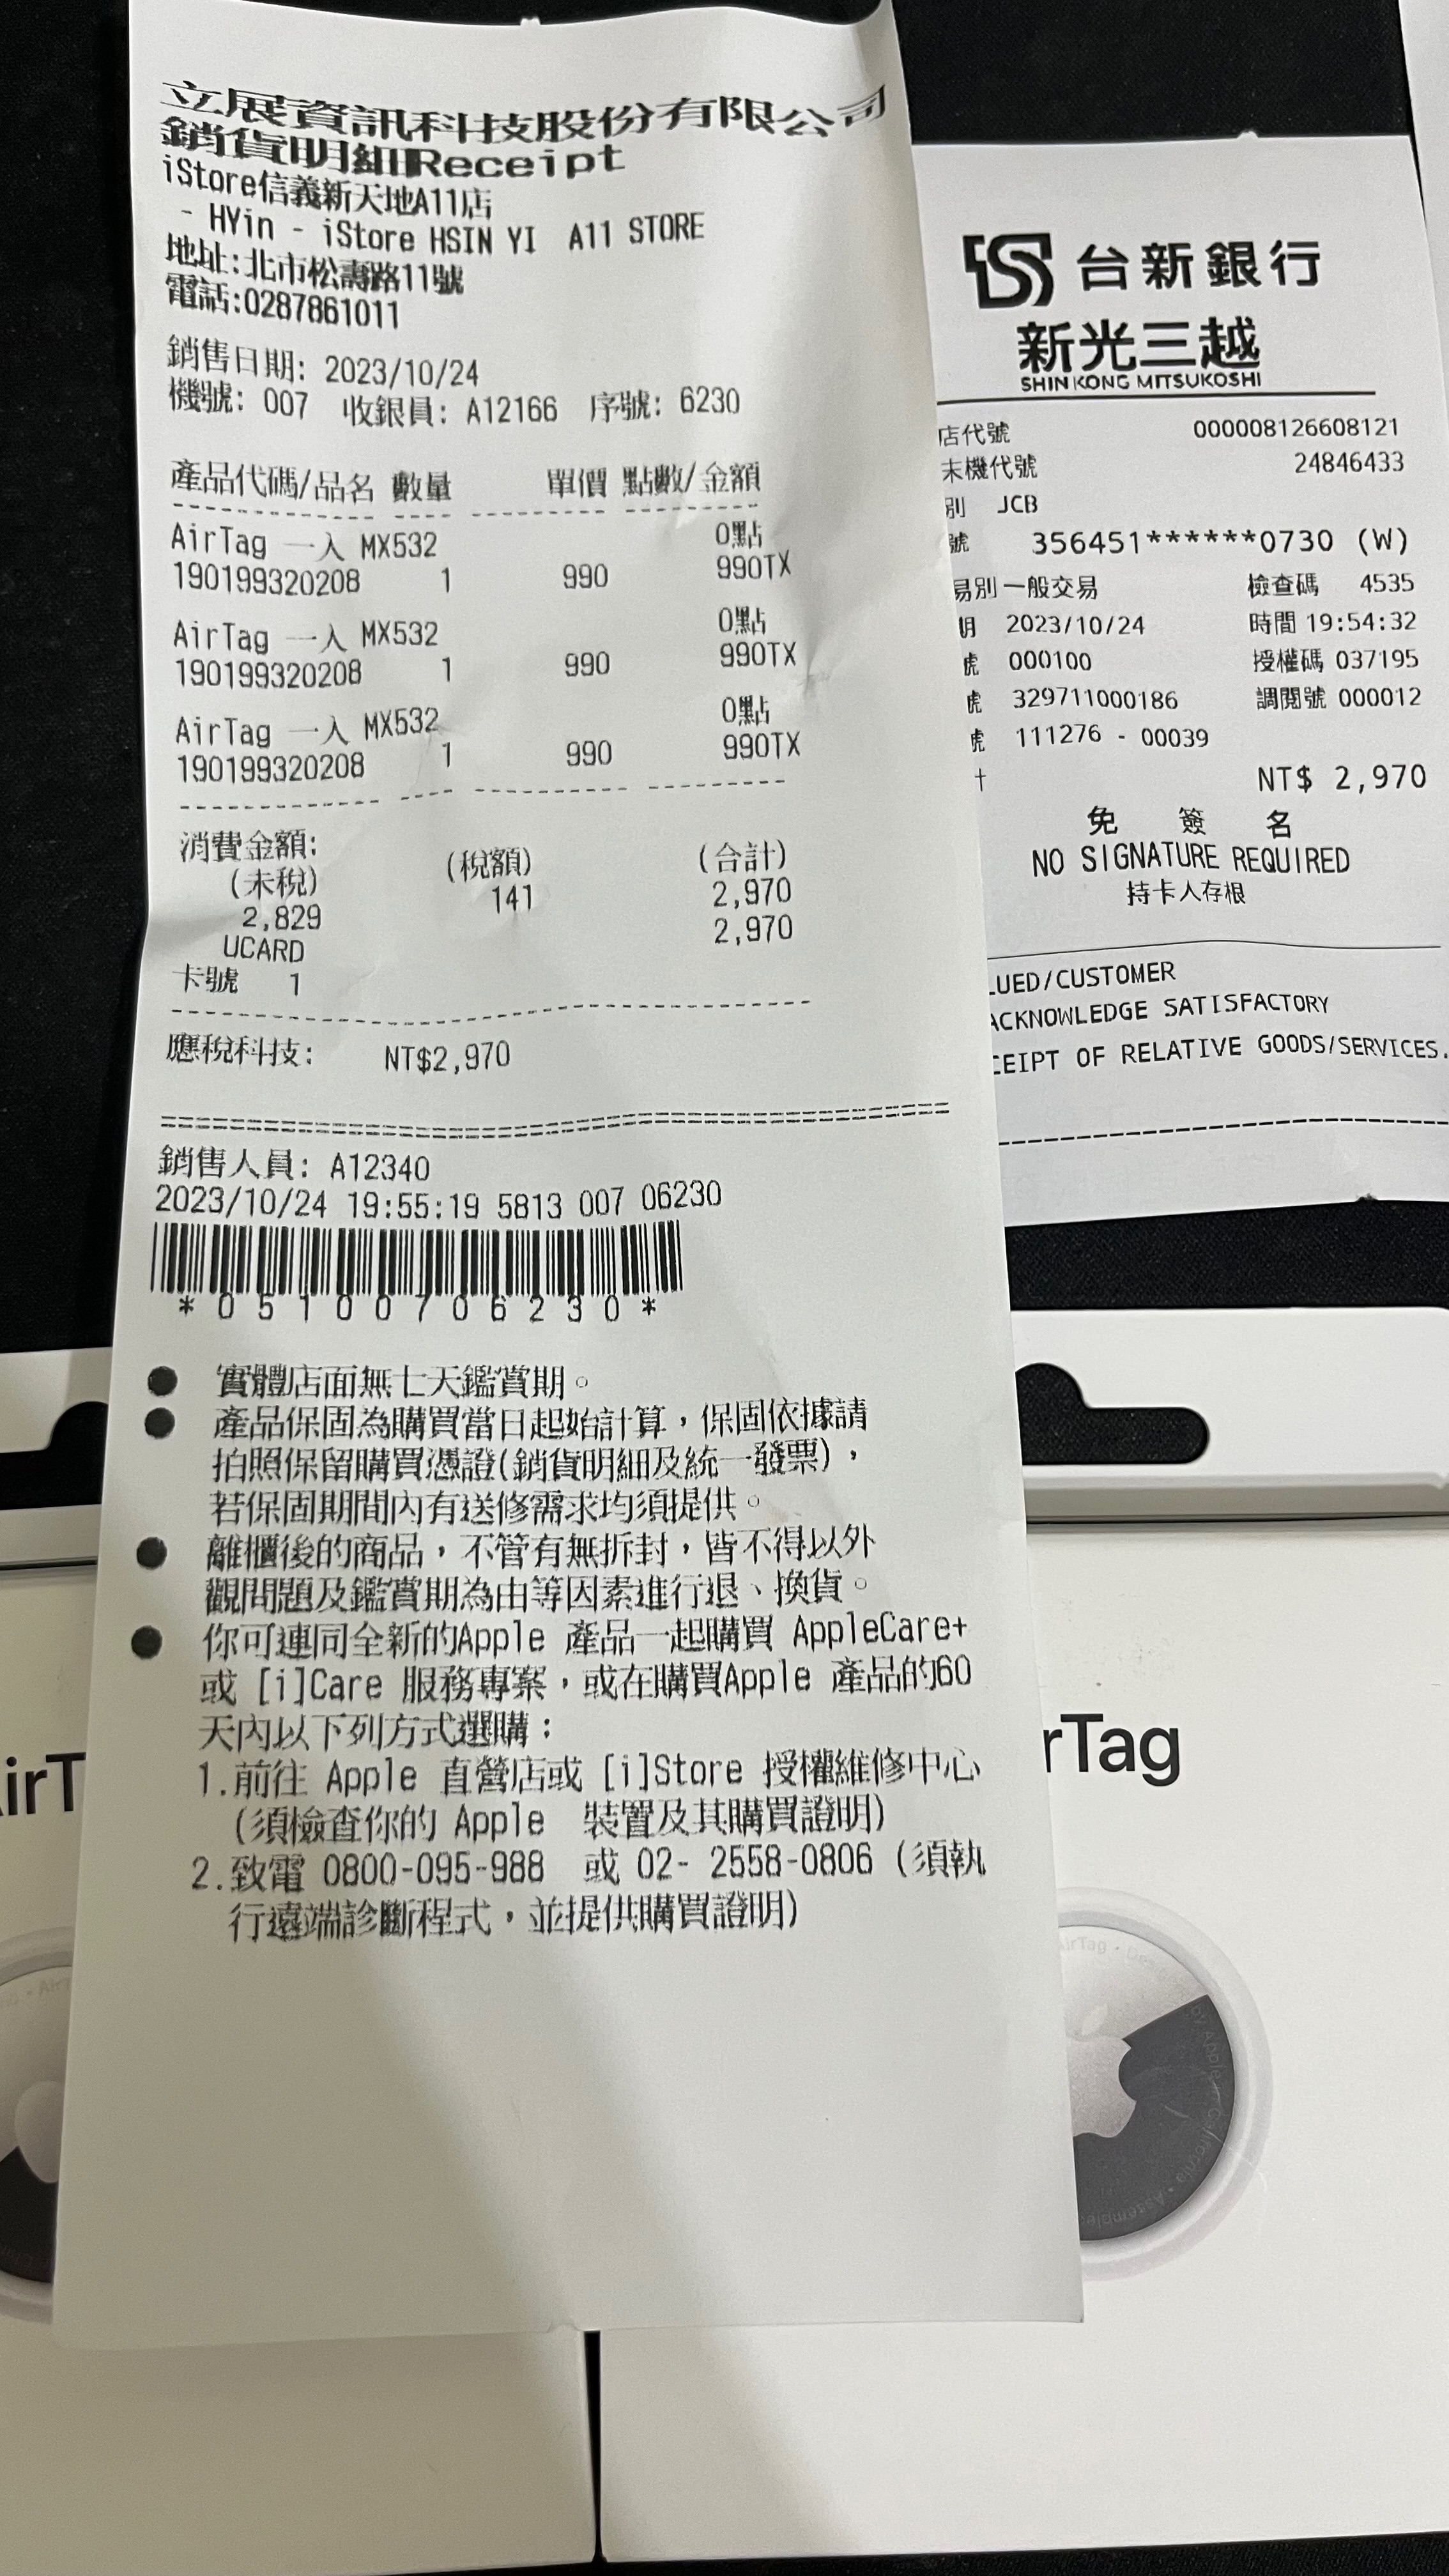 立展資訊科技股份有限公司
銷貨明細Receipt
iStore信義新天地A11店
- HYin - iStore HSIN YI A11 STORE
地址:北市松壽路11號
電話:0287861011
銷售日期: 2023/10/24
機號: 007 收銀員: A12166 序號: 6230
產品代碼/品名 數量 單價 點數/金額
AirTag 一入 MX532 0點
190199320208 1 990 990TX
AirTag 一入 MX532 0點
190199320208 1 990 990TX
AirTag 一入 MX532 0點
190199320208 1 990 990TX
消費金額:
(未稅) (稅額) (合計)
2,829 141 2,970
UCARD 2,970
卡號 1
應稅科技: NT$2,970
銷售人員: A12340
2023/10/24 19:55:19 5813 007 06230
*05100706230*
● 實體店面無七天鑑賞期。
● 產品保固為購買當日起始計算，保固依據請
拍照保留購買憑證(銷貨明細及統一發票)，
若保固期間內有送修需求均須提供。
● 離櫃後的商品，不管有無拆封，皆不得以外
觀問題及鑑賞期為由等因素進行退、換貨。
● 你可連同全新的Apple 產品一起購買 AppleCare+
或 [i]Care 服務專案，或在購買Apple 產品的60
天內以下列方式選購：
1.前往 Apple 直營店或 [i]Store 授權維修中心
(須檢查你的 Apple 裝置及其購買證明)
2.致電 0800-095-988 或 02- 2558-0806 (須執
行遠端診斷程式，並提供購買證明)
台新銀行
新光三越
SHIN KONG MITSUKOSHI
店代號 000008126608121
末機代號 24846433
別 JCB
號 356451******0730 (W)
易別 一般交易 檢查碼 4535
期 2023/10/24 時間 19:54:32
號 000100 授權碼 037195
號 329711000186 調閱號 000012
號 111276 - 00039
計 NT$ 2,970
免 簽 名
NO SIGNATURE REQUIRED
持卡人存根
LUED/CUSTOMER
ACKNOWLEDGE SATISFACTORY
CEIPT OF RELATIVE GOODS/SERVICES.
irT
rTag